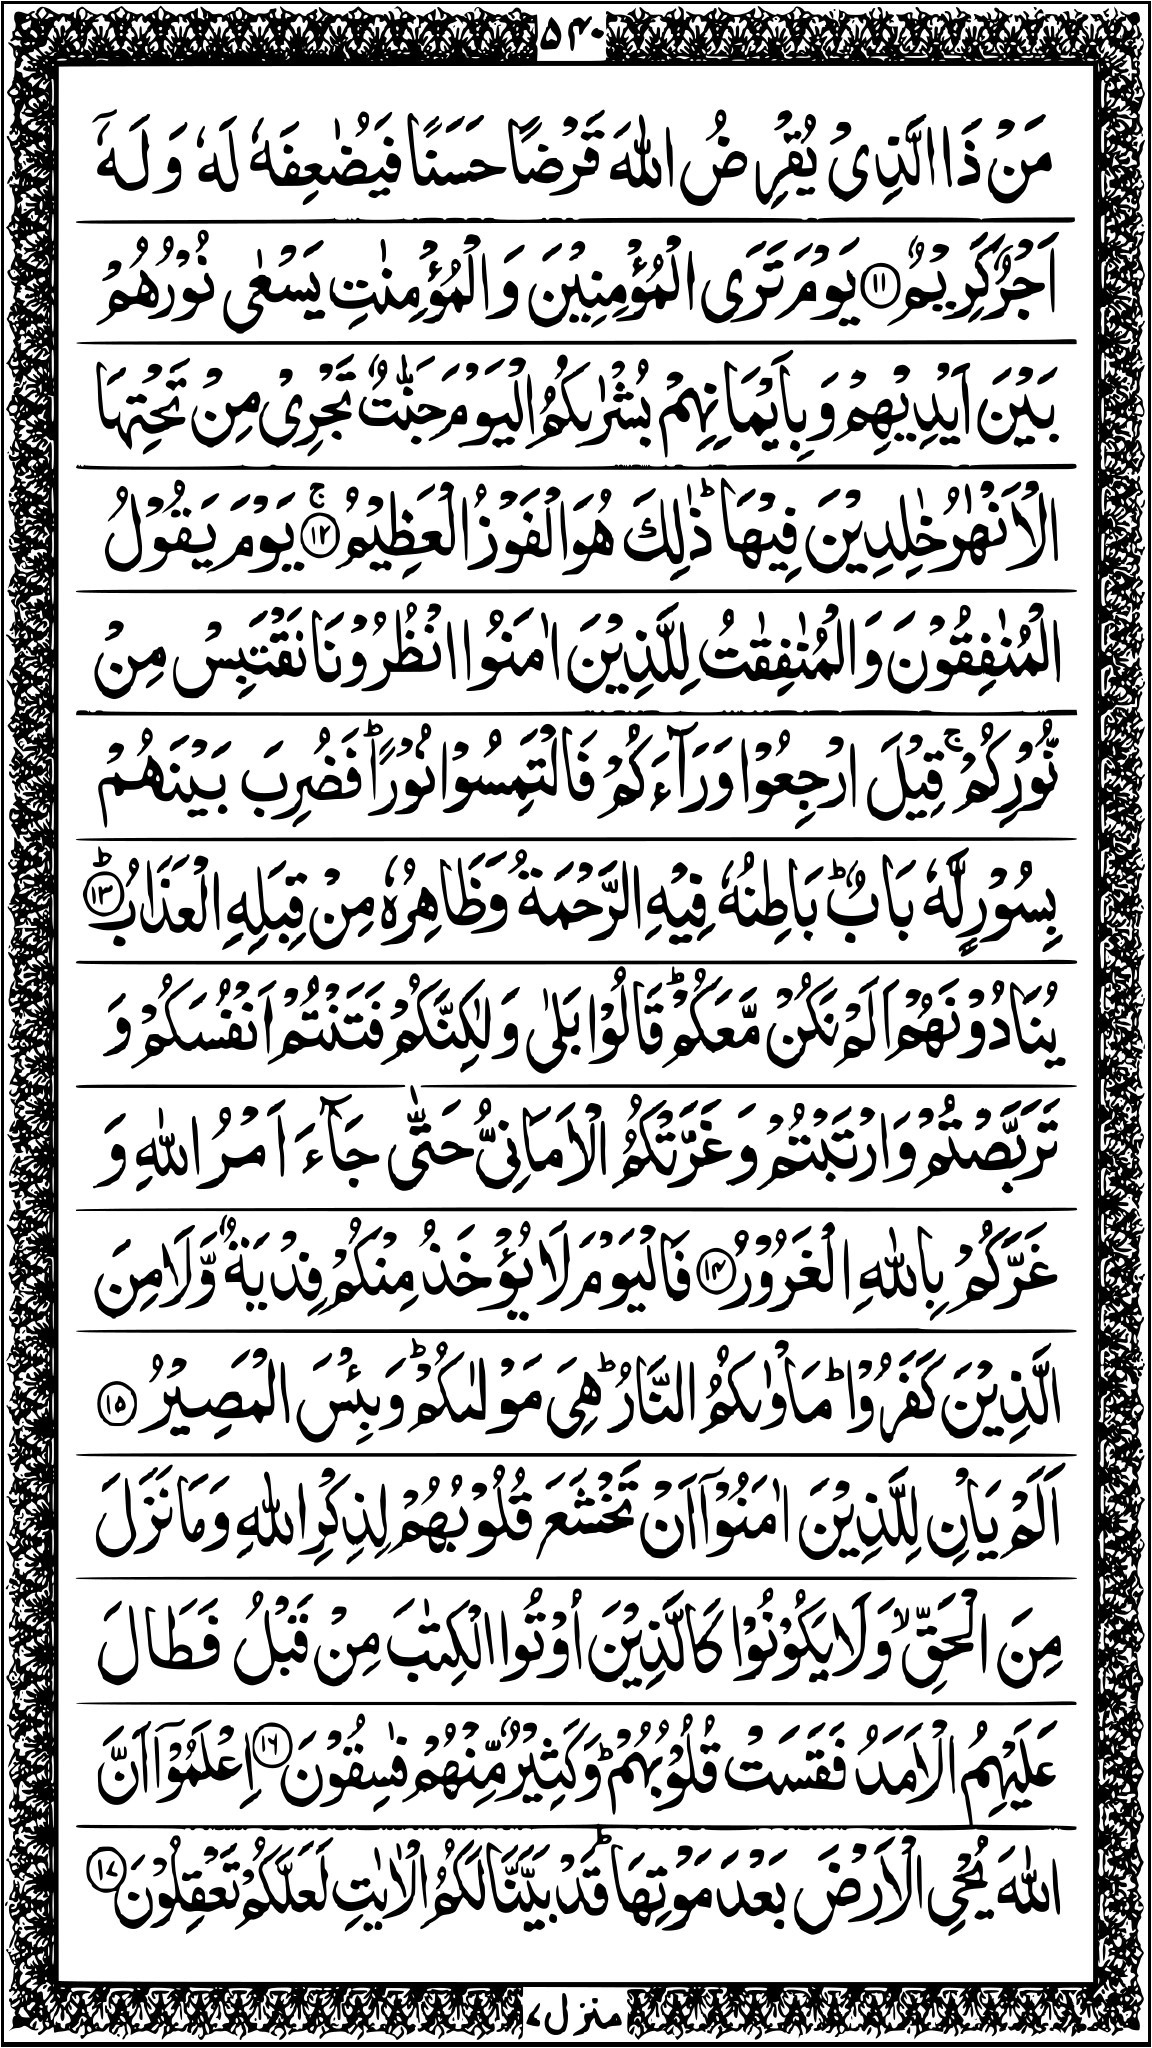 ۵۴۰
مَنْ ذَا الَّذِیْ یُقْرِضُ اللّٰهَ قَرْضًا حَسَنًا فَیُضٰعِفَهٗ لَهٗ وَ لَهٗۤ
اَجْرٌ كَرِیْمٌ ۝۱۱ یَوْمَ تَرَی الْمُؤْمِنِیْنَ وَ الْمُؤْمِنٰتِ یَسْعٰی نُوْرُهُمْ
بَیْنَ اَیْدِیْهِمْ وَ بِاَیْمَانِهِمْ بُشْرٰىكُمُ الْیَوْمَ جَنّٰتٌ تَجْرِیْ مِنْ تَحْتِهَا
الْاَنْهٰرُ خٰلِدِیْنَ فِیْهَاؕ ذٰلِكَ هُوَ الْفَوْزُ الْعَظِیْمُ ۝۱۲ۚ یَوْمَ یَقُوْلُ
الْمُنٰفِقُوْنَ وَ الْمُنٰفِقٰتُ لِلَّذِیْنَ اٰمَنُوا انْظُرُوْنَا نَقْتَبِسْ مِنْ
نُّوْرِكُمْۚ قِیْلَ ارْجِعُوْا وَرَآءَكُمْ فَالْتَمِسُوْا نُوْرًاؕ فَضُرِبَ بَیْنَهُمْ
بِسُوْرٍ لَّهٗ بَابٌؕ بَاطِنُهٗ فِیْهِ الرَّحْمَةُ وَ ظَاهِرُهٗ مِنْ قِبَلِهِ الْعَذَابُ ۝۱۳ؕ
یُنَادُوْنَهُمْ اَلَمْ نَكُنْ مَّعَكُمْؕ قَالُوْا بَلٰی وَ لٰكِنَّكُمْ فَتَنْتُمْ اَنْفُسَكُمْ وَ
تَرَبَّصْتُمْ وَ ارْتَبْتُمْ وَ غَرَّتْكُمُ الْاَمَانِیُّ حَتّٰی جَآءَ اَمْرُ اللّٰهِ وَ
غَرَّكُمْ بِاللّٰهِ الْغَرُوْرُ ۝۱۴ فَالْیَوْمَ لَا یُؤْخَذُ مِنْكُمْ فِدْیَةٌ وَّ لَا مِنَ
الَّذِیْنَ كَفَرُوْاؕ مَاْوٰىكُمُ النَّارُؕ هِیَ مَوْلٰىكُمْؕ وَ بِئْسَ الْمَصِیْرُ ۝۱۵
اَلَمْ یَاْنِ لِلَّذِیْنَ اٰمَنُوْۤا اَنْ تَخْشَعَ قُلُوْبُهُمْ لِذِكْرِ اللّٰهِ وَ مَا نَزَلَ
مِنَ الْحَقِّۙ وَ لَا یَكُوْنُوْا كَالَّذِیْنَ اُوْتُوا الْكِتٰبَ مِنْ قَبْلُ فَطَالَ
عَلَیْهِمُ الْاَمَدُ فَقَسَتْ قُلُوْبُهُمْؕ وَ كَثِیْرٌ مِّنْهُمْ فٰسِقُوْنَ ۝۱۶ اِعْلَمُوْۤا اَنَّ
اللّٰهَ یُحْیِ الْاَرْضَ بَعْدَ مَوْتِهَاؕ قَدْ بَیَّنَّا لَكُمُ الْاٰیٰتِ لَعَلَّكُمْ تَعْقِلُوْنَ ۝۱۷
منزل ۷